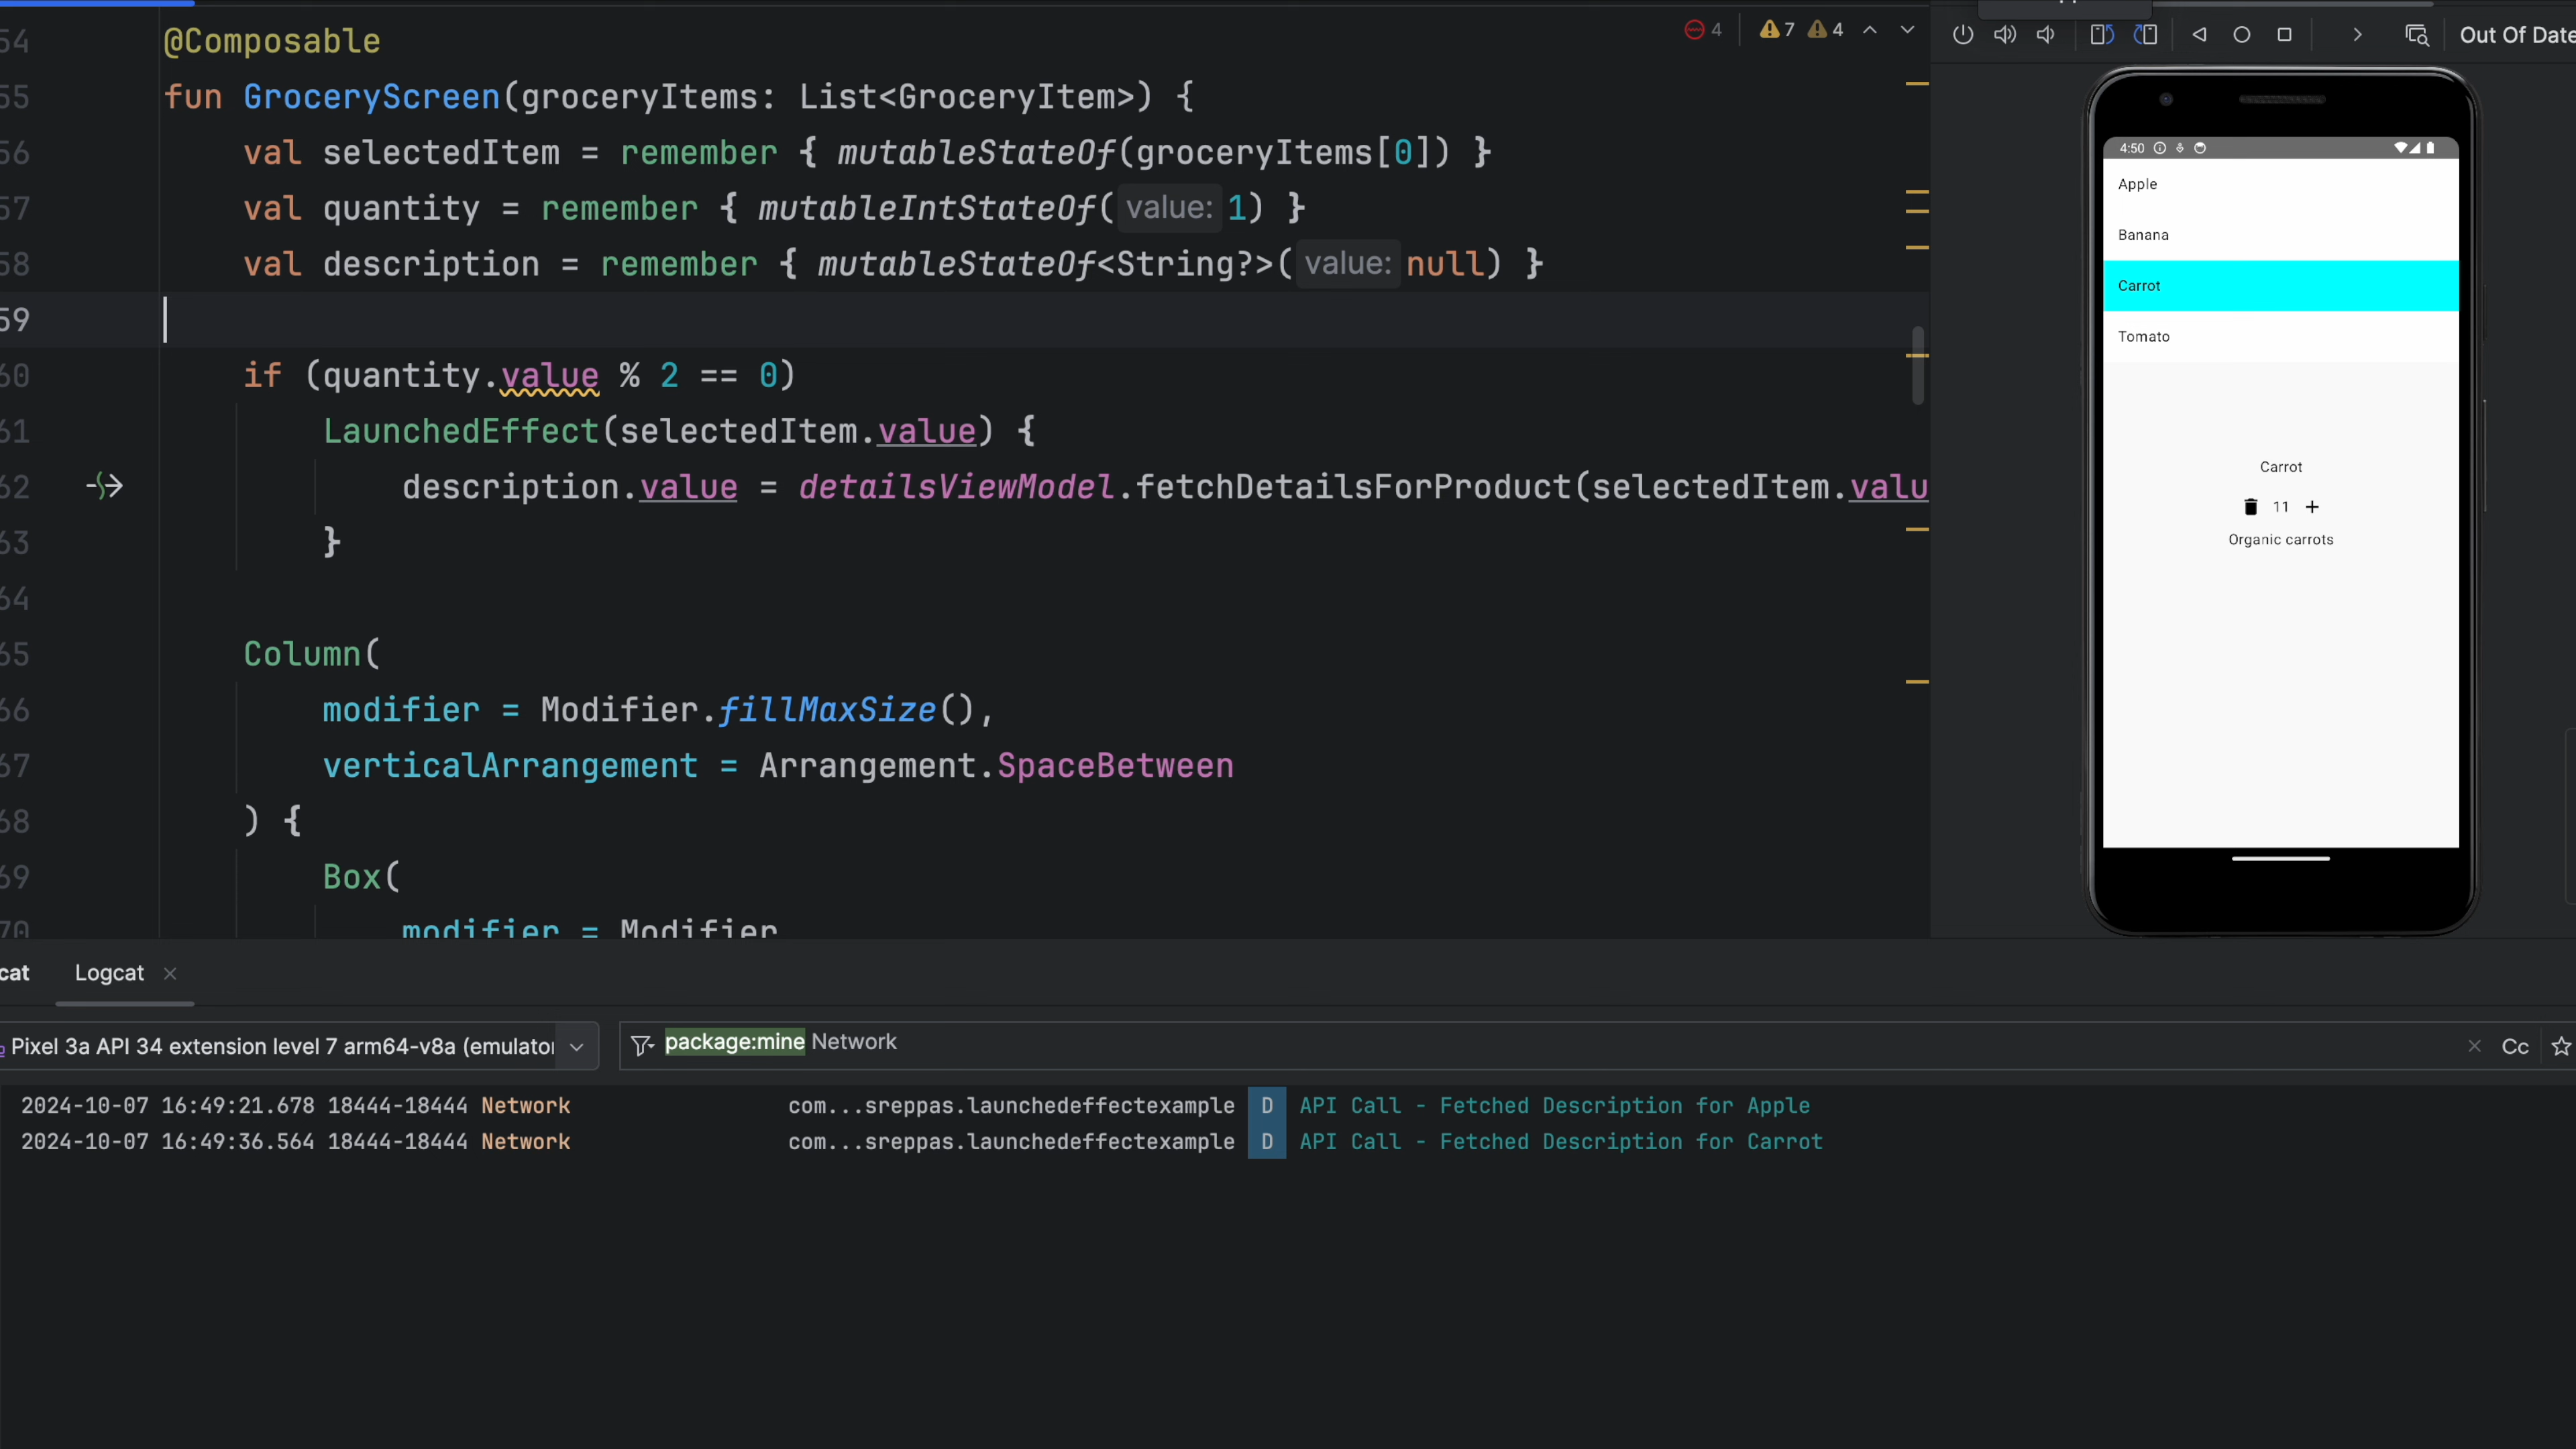 54 @Composable
55 fun GroceryScreen(groceryItems: List<GroceryItem>) {
56 val selectedItem = remember { mutableStateOf(groceryItems[0]) }
57 val quantity = remember { mutableIntStateOf( value: 1) }
58 val description = remember { mutableStateOf<String?>( value: null) }
59
60 if (quantity.value % 2 == 0)
61 LaunchedEffect(selectedItem.value) {
62 description.value = detailsViewModel.fetchDetailsForProduct(selectedItem.valu
63 }
64
65 Column(
66 modifier = Modifier.fillMaxSize(),
67 verticalArrangement = Arrangement.SpaceBetween
68 ) {
69 Box(
70 modifier = Modifier
4 7 4
Out Of Date
4:50
Apple
Banana
Carrot
Tomato
Carrot
11
Organic carrots
cat Logcat
Pixel 3a API 34 extension level 7 arm64-v8a (emulator
package:mine Network
Cc
2024-10-07 16:49:21.678 18444-18444 Network com...sreppas.launchedeffectexample D API Call - Fetched Description for Apple
2024-10-07 16:49:36.564 18444-18444 Network com...sreppas.launchedeffectexample D API Call - Fetched Description for Carrot